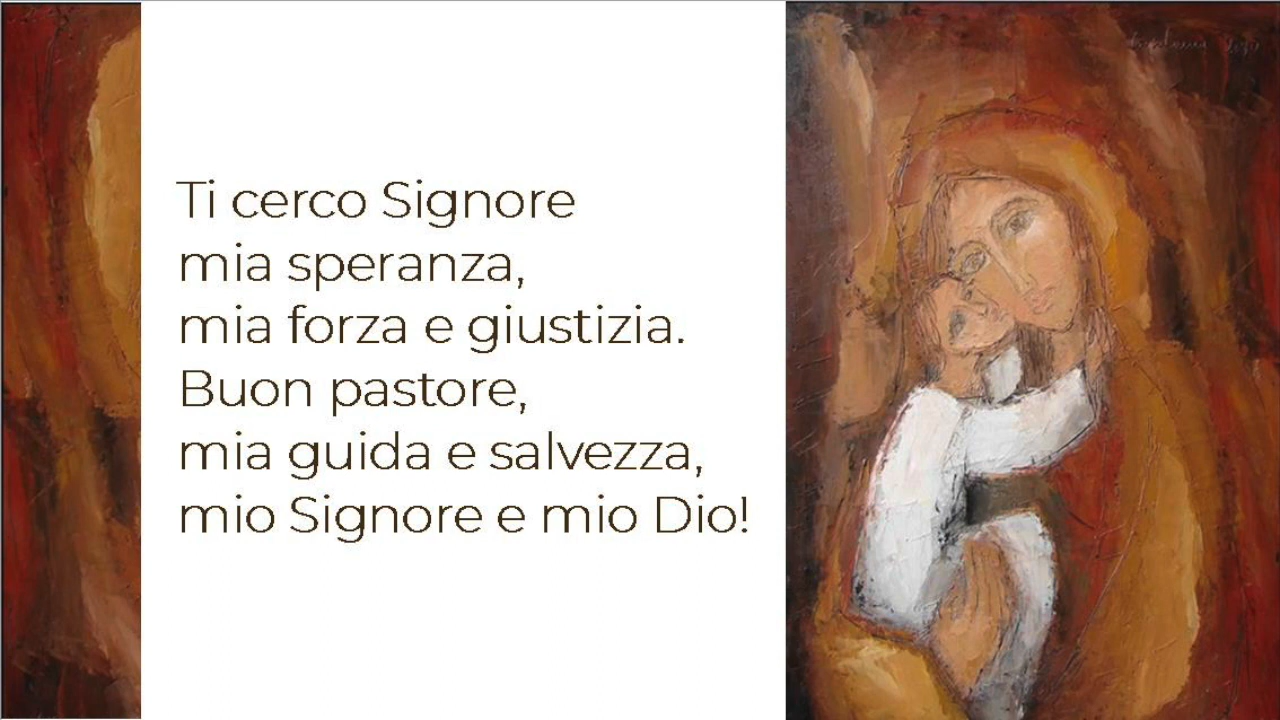 Ti cerco Signore
mia speranza,
mia forza e giustizia.
Buon pastore,
mia guida e salvezza,
mio Signore e mio Dio!